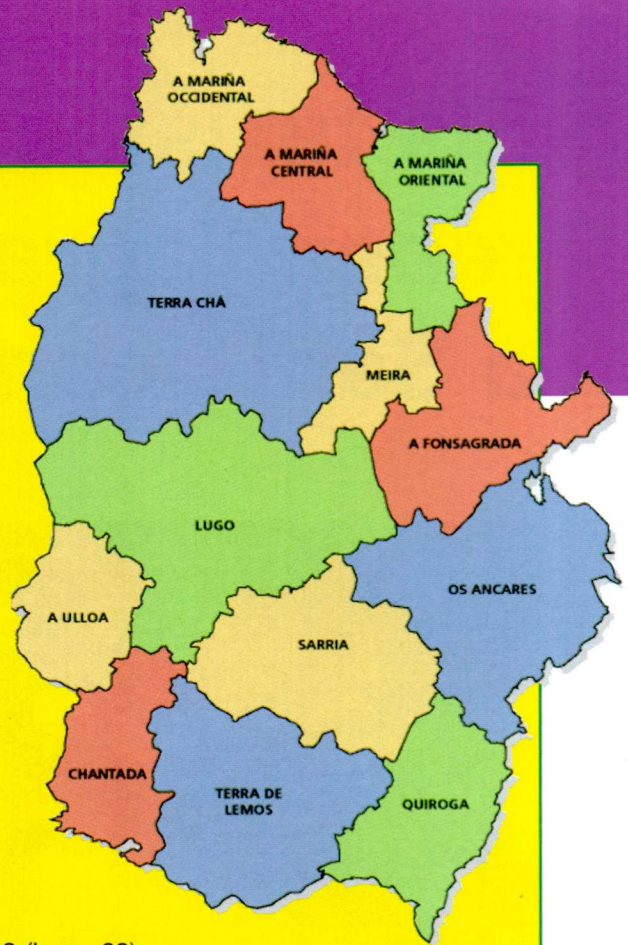 A MARIÑA
OCCIDENTAL
A MARIÑA
CENTRAL
A MARIÑA
ORIENTAL
TERRA CHÁ
MEIRA
A FONSAGRADA
LUGO
OS ANCARES
A ULLOA
SARRIA
CHANTADA
TERRA DE
LEMOS
QUIROGA